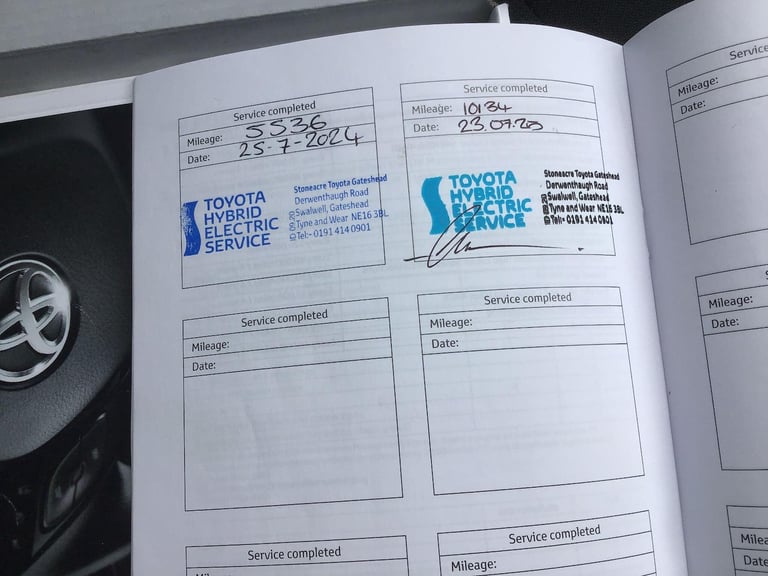 Service completed
Mileage: 5536
Date: 25-7-2024
TOYOTA
HYBRID
ELECTRIC
SERVICE
Stoneacre Toyota Gateshead
Derwenthaugh Road
Swalwell, Gateshead
Tyne and Wear NE16 3BL
Tel:- 0191 414 0901
Service completed
Mileage: 10134
Date: 23.07.25
TOYOTA
HYBRID
ELECTRIC
SERVICE
Stoneacre Toyota Gateshead
Derwenthaugh Road
Swalwell, Gateshead
Tyne and Wear NE16 3BL
Tel:- 0191 414 0901
Service completed
Mileage:
Date:
Service completed
Mileage:
Date:
Service completed
Service completed
Mileage:
Service
Mileage:
Date:
Service
Mileage:
Date: